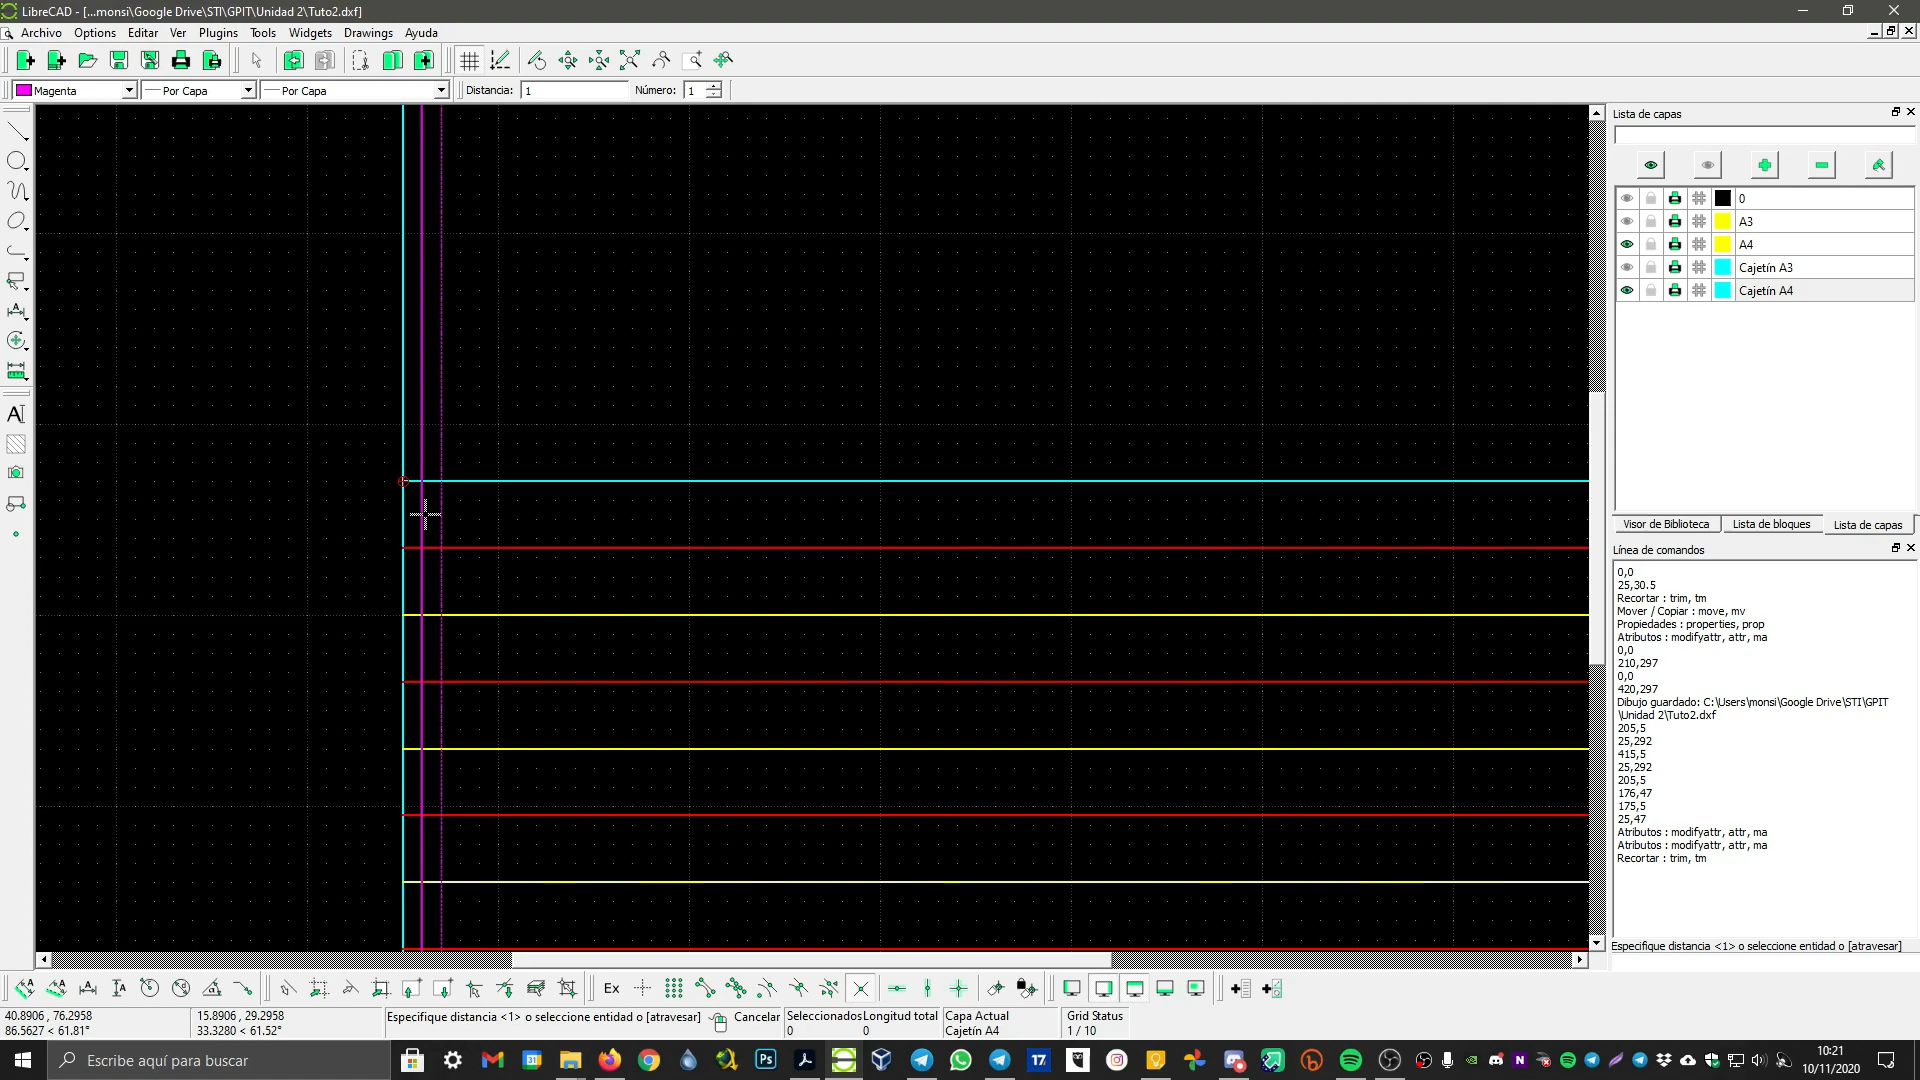 LibreCAD - [...monsi\Google Drive\STI\GPIT\Unidad 2\Tuto2.dxf]
Archivo Options Editar Ver Plugins Tools Widgets Drawings Ayuda
Magenta Por Capa Por Capa Distancia: 1 Número: 1
Lista de capas
0
A3
A4
Cajetín A3
Cajetín A4
Visor de Biblioteca Lista de bloques Lista de capas
Línea de comandos
0,0
25,30.5
Recortar : trim, tm
Mover / Copiar : move, mv
Propiedades : properties, prop
Atributos : modifyattr, attr, ma
0,0
210,297
0,0
420,297
Dibujo guardado: C:\Users\monsi\Google Drive\STI\GPIT
\Unidad 2\Tuto2.dxf
205,5
25,292
415,5
25,292
205,5
176,47
175,5
25,47
Atributos : modifyattr, attr, ma
Atributos : modifyattr, attr, ma
Recortar : trim, tm
Especifique distancia <1> o seleccione entidad o [atravesar]
Ex
40.8906 , 76.2958 15.8906 , 29.2958 Especifique distancia <1> o seleccione entidad o [atravesar] Cancelar Seleccionados Longitud total Capa Actual Grid Status
86.5627 < 61.81° 33.3280 < 61.52° 0 0 Cajetín A4 1 / 10
Escribe aquí para buscar
10:21
10/11/2020